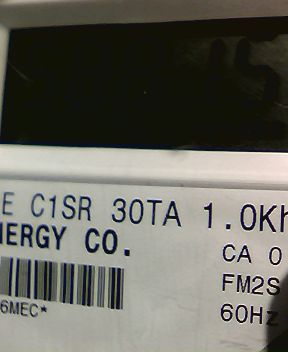 E C1SR 30TA 1.0Kh
NERGY CO.
CA 0
FM2S
60Hz
6MEC*